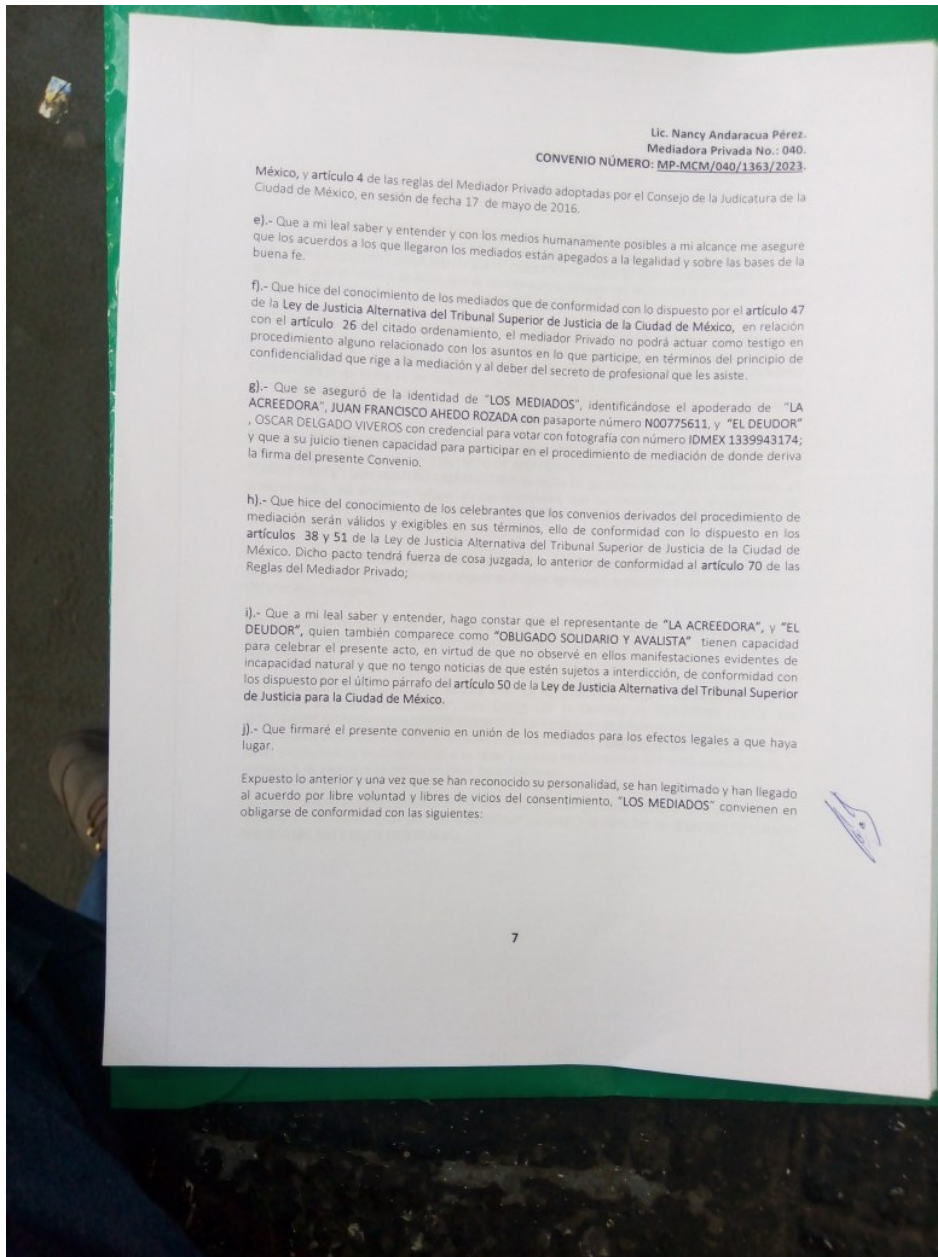 Lic. Nancy Andaracua Pérez.
Mediadora Privada No.: 040.
CONVENIO NÚMERO: MP-MCM/040/1363/2023.
México, y artículo 4 de las reglas del Mediador Privado adoptadas por el Consejo de la Judicatura de la
Ciudad de México, en sesión de fecha 17 de mayo de 2016.
e).- Que a mi leal saber y entender y con los medios humanamente posibles a mi alcance me asegure
que los acuerdos a los que llegaron los mediados están apegados a la legalidad y sobre las bases de la
buena fe.
f).- Que hice del conocimiento de los mediados que de conformidad con lo dispuesto por el artículo 47
de la Ley de Justicia Alternativa del Tribunal Superior de Justicia de la Ciudad de México, en relación
con el artículo 26 del citado ordenamiento, el mediador Privado no podrá actuar como testigo en
procedimiento alguno relacionado con los asuntos en lo que participe, en términos del principio de
confidencialidad que rige a la mediación y al deber del secreto de profesional que les asiste.
g).- Que se aseguró de la identidad de "LOS MEDIADOS", identificándose el apoderado de "LA
ACREEDORA", JUAN FRANCISCO AHEDO ROZADA con pasaporte número N00775611, y "EL DEUDOR"
, OSCAR DELGADO VIVEROS con credencial para votar con fotografía con número IDMEX 1339943174;
y que a su juicio tienen capacidad para participar en el procedimiento de mediación de donde deriva
la firma del presente Convenio.
h).- Que hice del conocimiento de los celebrantes que los convenios derivados del procedimiento de
mediación serán válidos y exigibles en sus términos, ello de conformidad con lo dispuesto en los
artículos 38 y 51 de la Ley de Justicia Alternativa del Tribunal Superior de Justicia de la Ciudad de
México. Dicho pacto tendrá fuerza de cosa juzgada, lo anterior de conformidad al artículo 70 de las
Reglas del Mediador Privado;
i).- Que a mi leal saber y entender, hago constar que el representante de "LA ACREEDORA", y "EL
DEUDOR", quien también comparece como "OBLIGADO SOLIDARIO Y AVALISTA" tienen capacidad
para celebrar el presente acto, en virtud de que no observé en ellos manifestaciones evidentes de
incapacidad natural y que no tengo noticias de que estén sujetos a interdicción, de conformidad con
los dispuesto por el último párrafo del artículo 50 de la Ley de Justicia Alternativa del Tribunal Superior
de Justicia para la Ciudad de México.
j).- Que firmaré el presente convenio en unión de los mediados para los efectos legales a que haya
lugar.
Expuesto lo anterior y una vez que se han reconocido su personalidad, se han legitimado y han llegado
al acuerdo por libre voluntad y libres de vicios del consentimiento, "LOS MEDIADOS" convienen en
obligarse de conformidad con las siguientes:
7